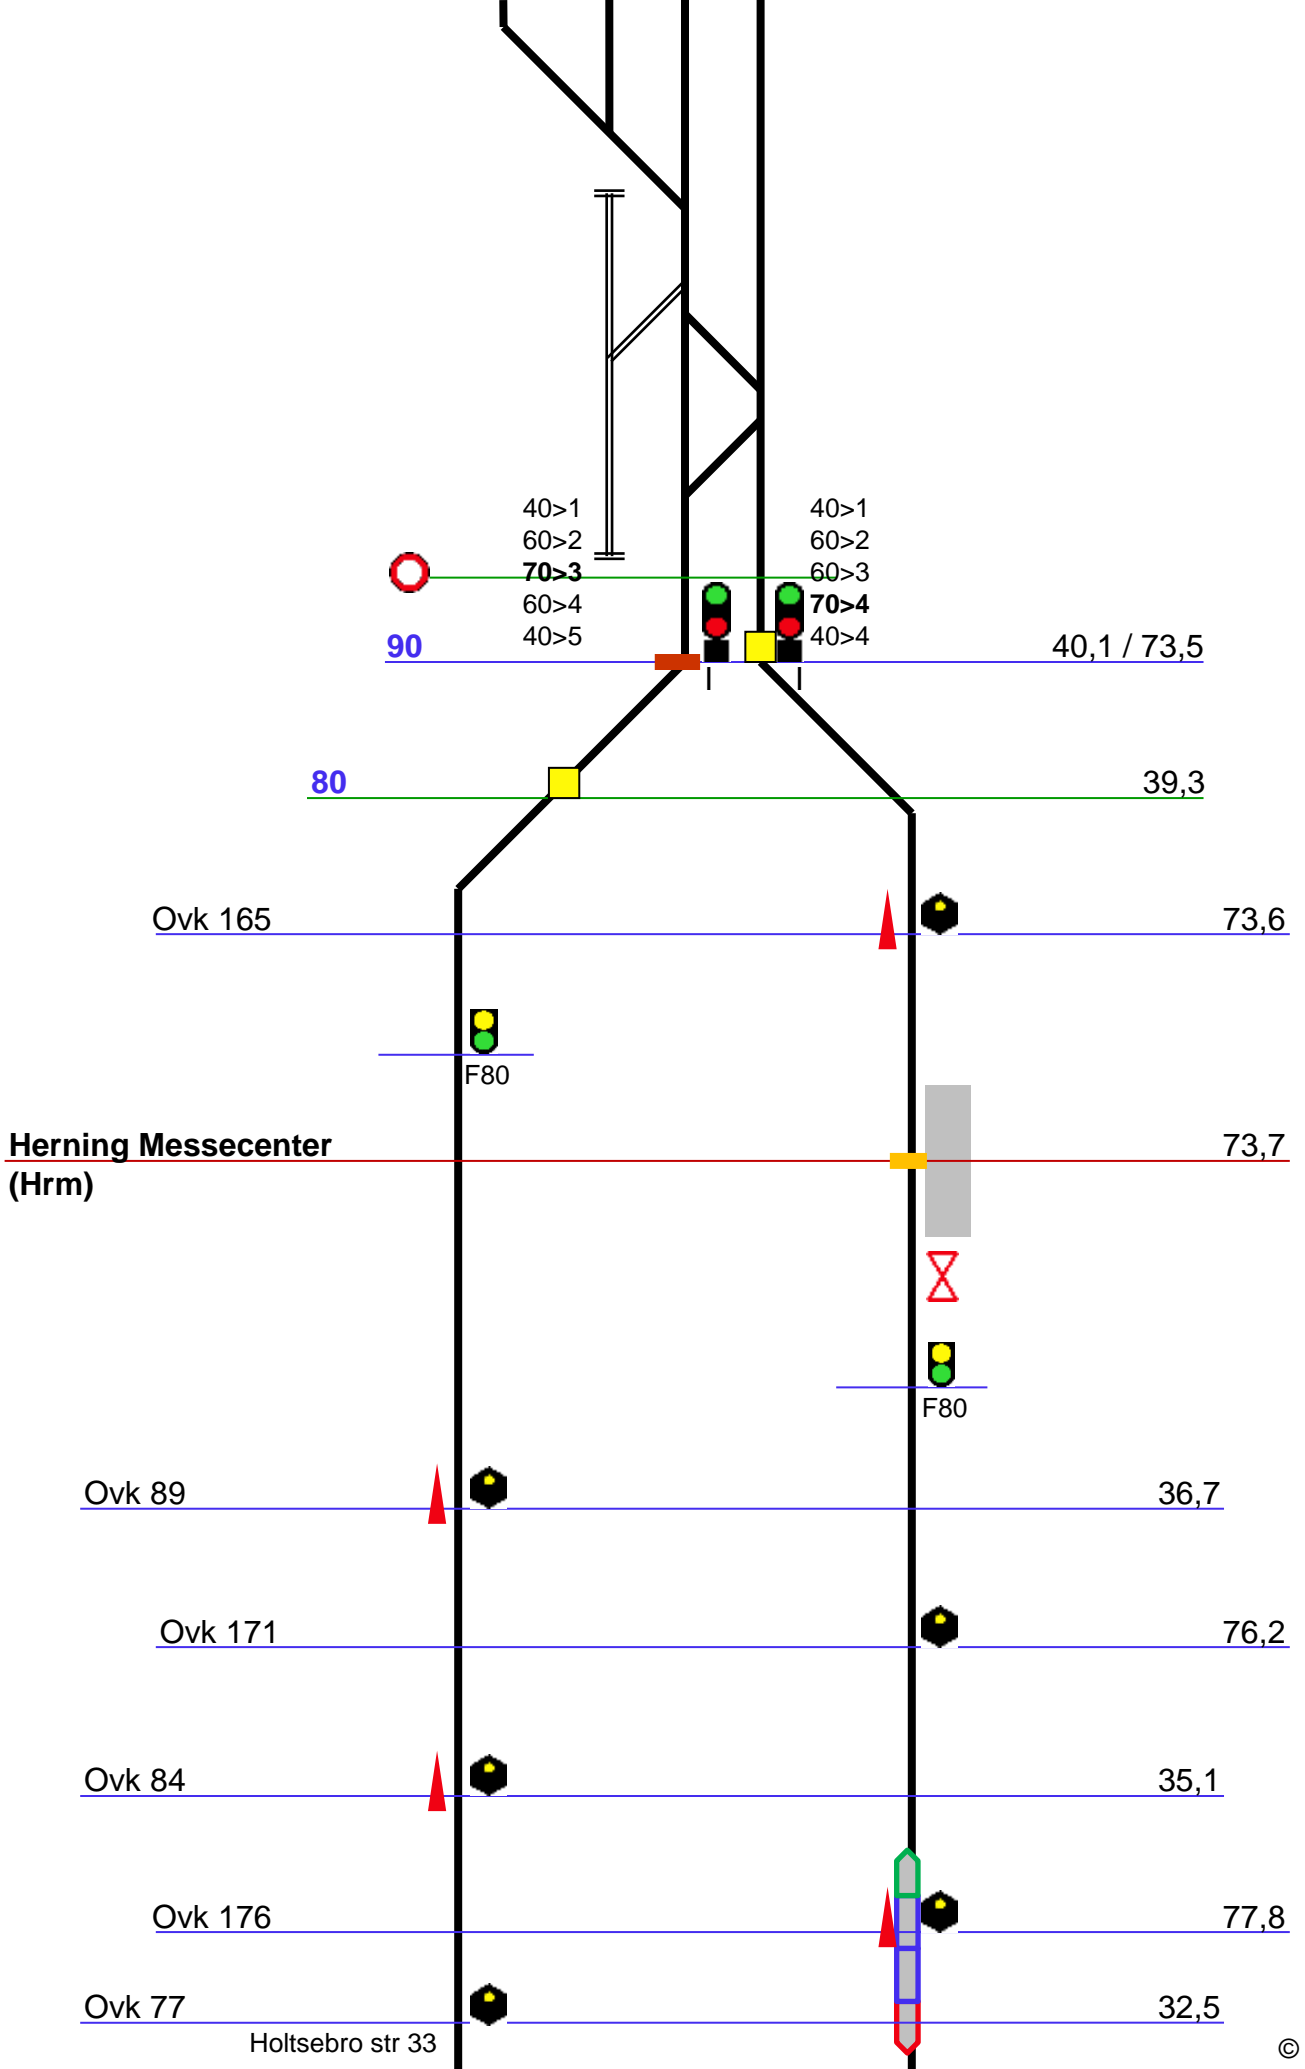 40>1 40>1
60>2 60>2
70>3 60>3
60>4 70>4
40>5 40>4
90 40,1 / 73,5
80 39,3
Ovk 165 73,6
F80
Herning Messecenter 73,7
(Hrm)
F80
Ovk 89 36,7
Ovk 171 76,2
Ovk 84 35,1
Ovk 176 77,8
Ovk 77 32,5
Holtsebro str 33 ©